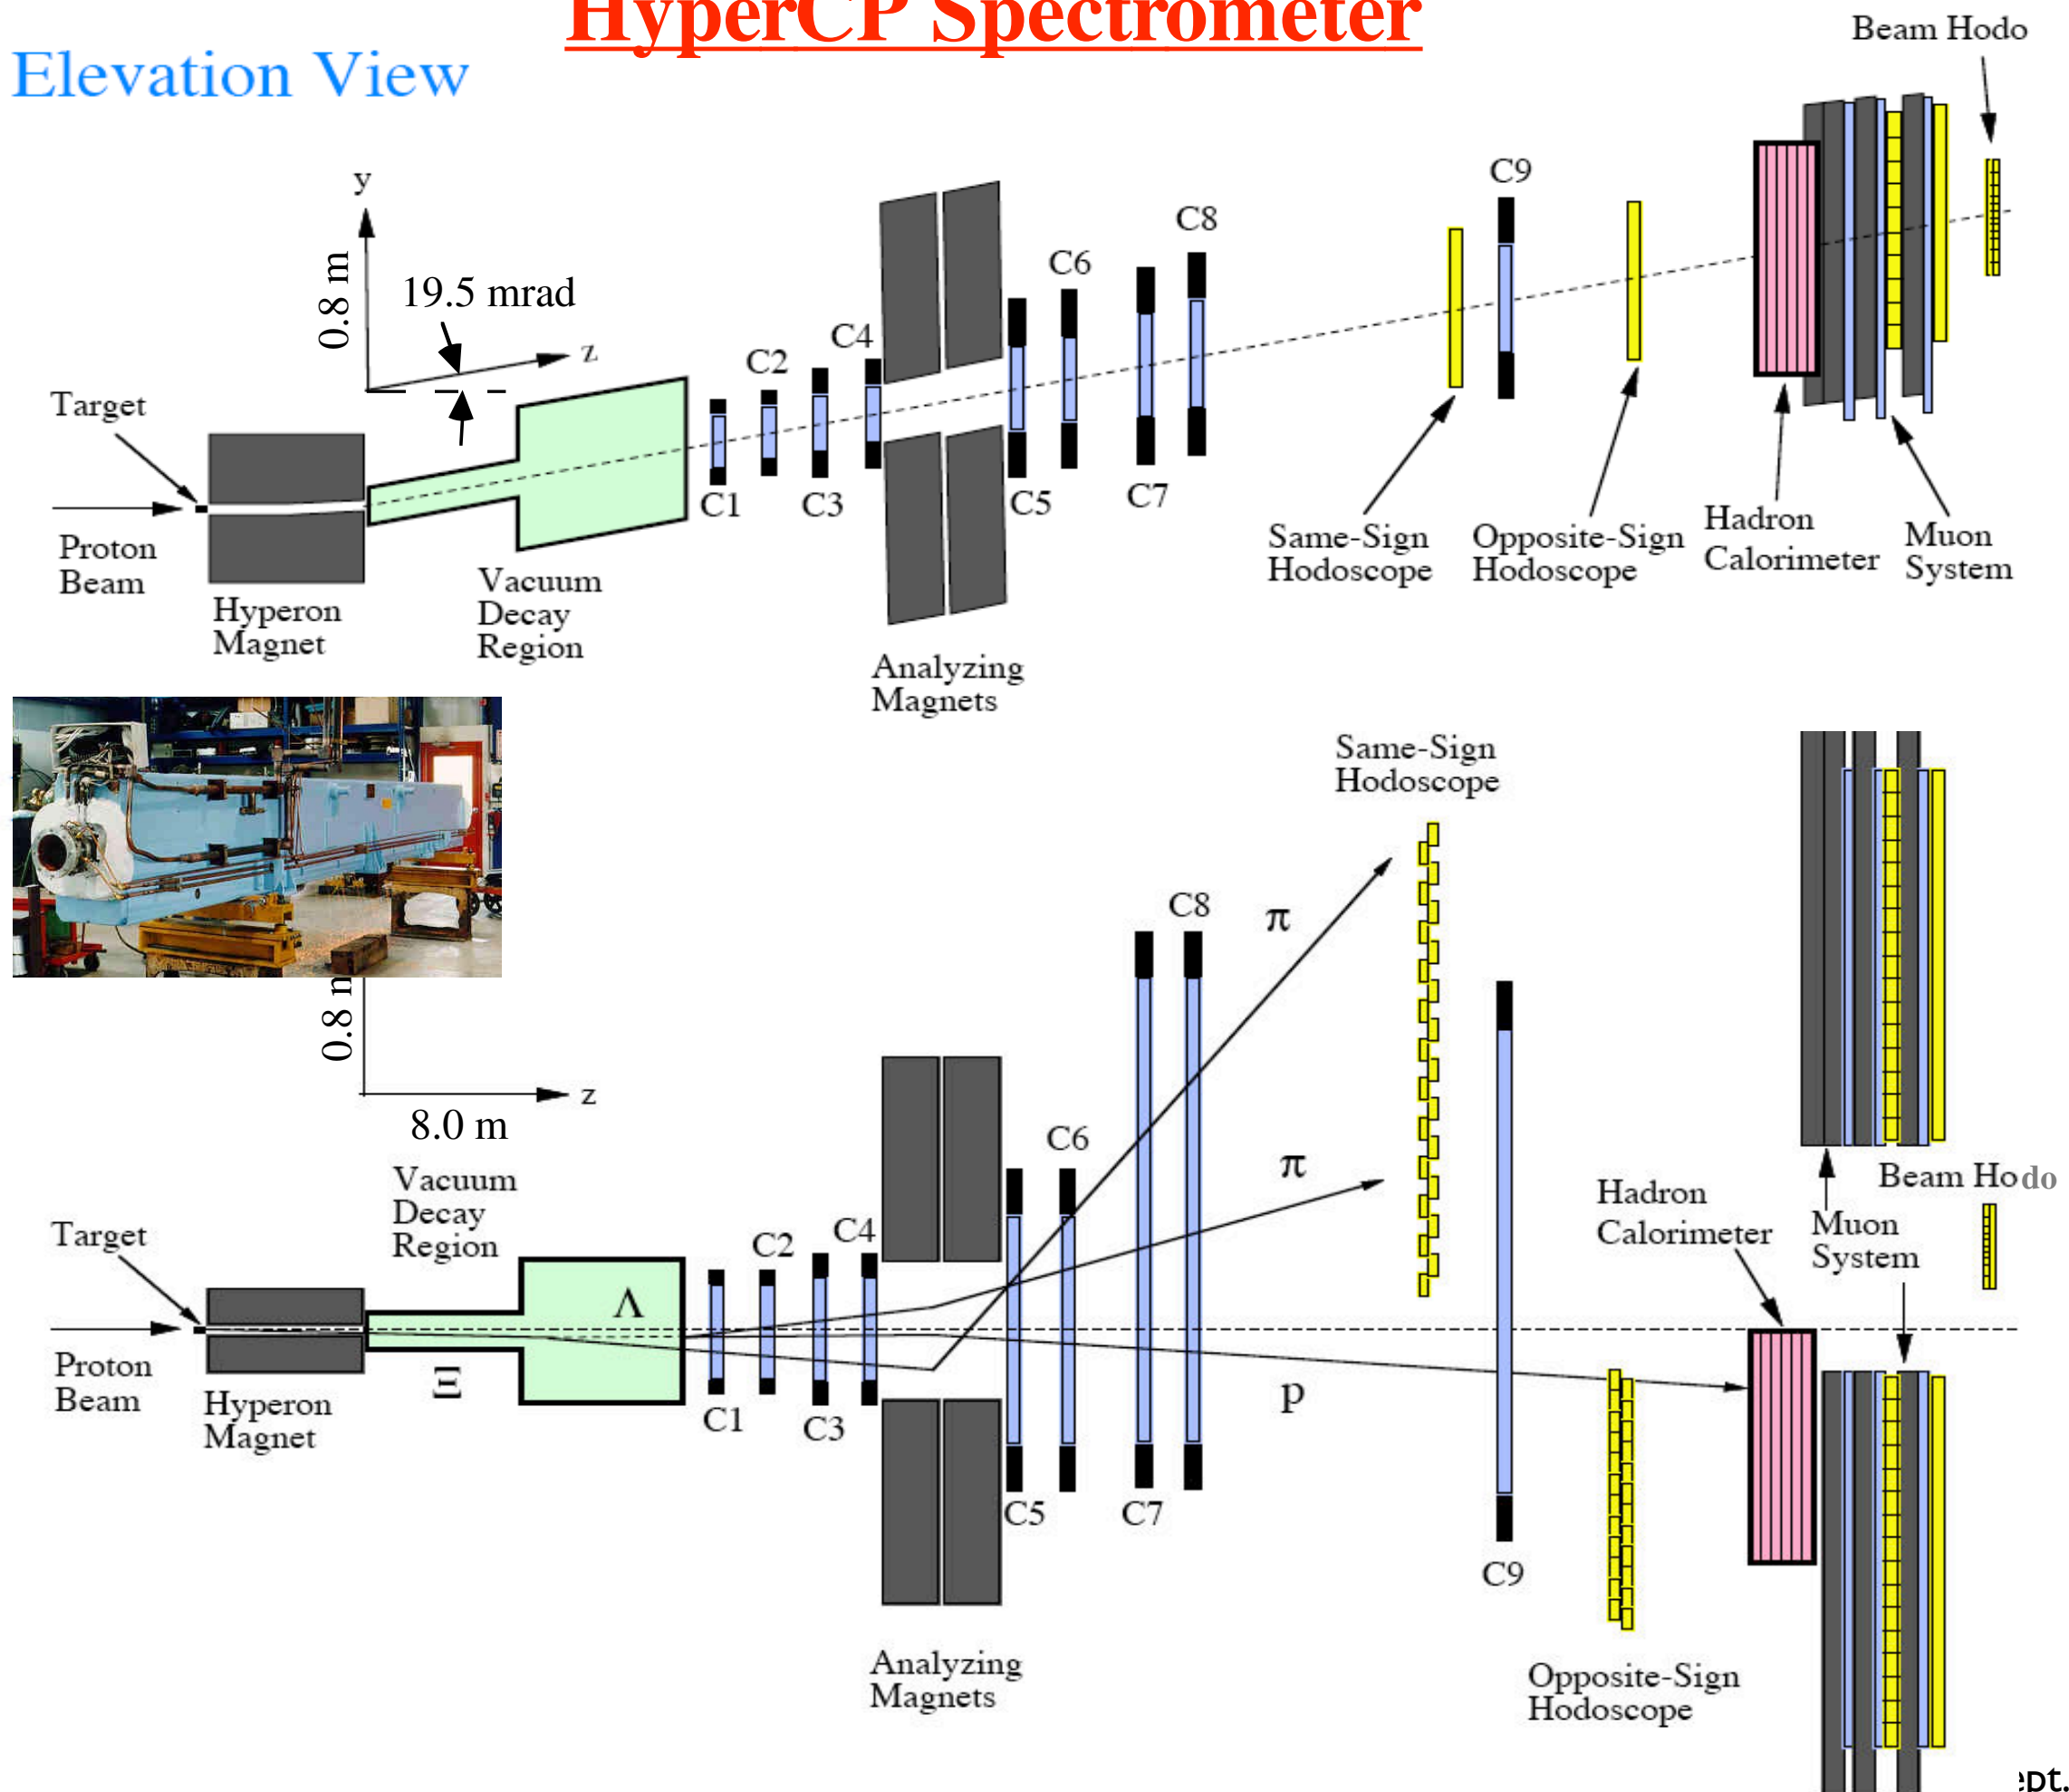 HyperCP Spectrometer
Elevation View
Beam Hodo
y
0.8 m
19.5 mrad
z
Target
Proton
Beam
Hyperon
Magnet
Vacuum
Decay
Region
C1
C2
C3
C4
Analyzing
Magnets
C5
C6
C7
C8
C9
Same-Sign
Hodoscope
Opposite-Sign
Hodoscope
Hadron
Calorimeter
Muon
System
0.8
z
8.0 m
Vacuum
Decay
Region
Target
Proton
Beam
Hyperon
Magnet
Ξ
Λ
C1
C2
C3
C4
Analyzing
Magnets
C5
C6
C7
C8
π
π
p
Same-Sign
Hodoscope
C9
Opposite-Sign
Hodoscope
Hadron
Calorimeter
Muon
System
Beam Hodo